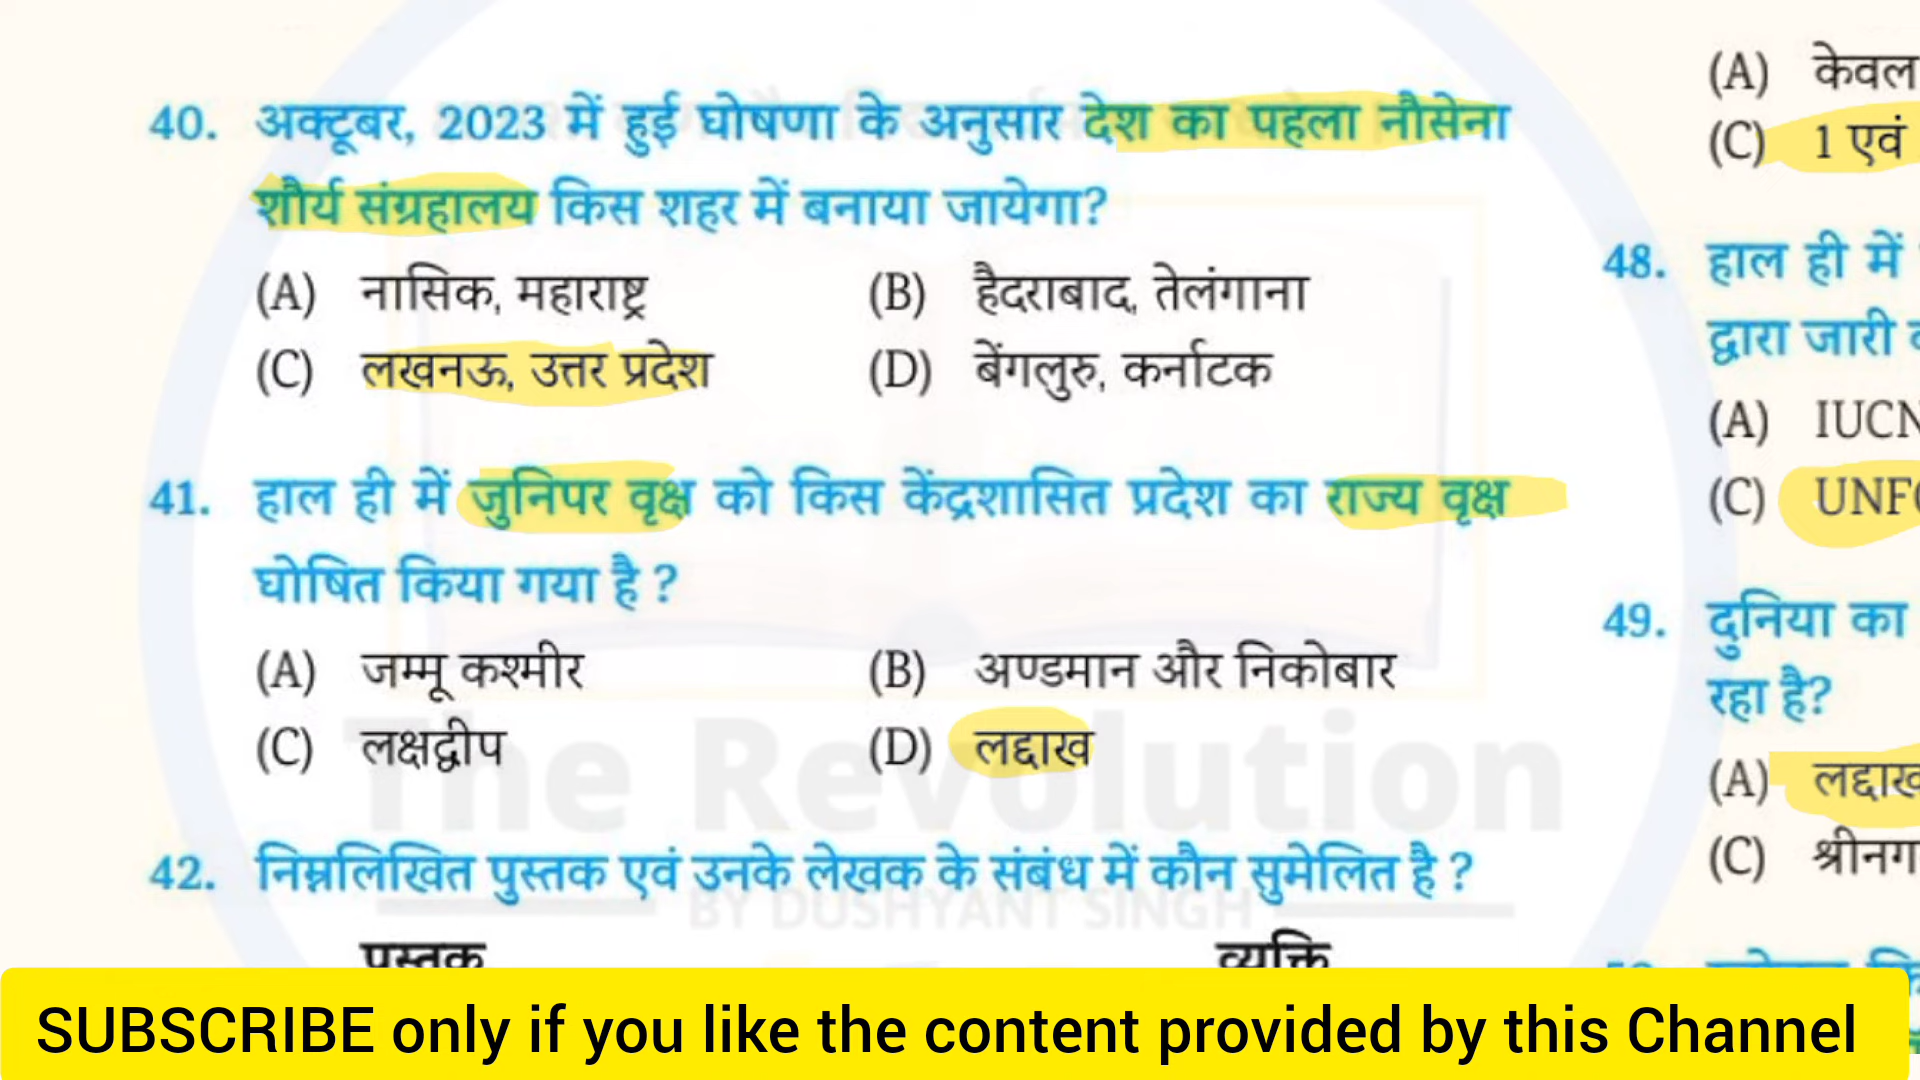 40. अक्टूबर, 2023 में हुई घोषणा के अनुसार देश का पहला नौसेना
शौर्य संग्रहालय किस शहर में बनाया जायेगा?
(A) नासिक, महाराष्ट्र (B) हैदराबाद, तेलंगाना
(C) लखनऊ, उत्तर प्रदेश (D) बेंगलुरु, कर्नाटक
41. हाल ही में जुनिपर वृक्ष को किस केंद्रशासित प्रदेश का राज्य वृक्ष
घोषित किया गया है ?
(A) जम्मू कश्मीर (B) अण्डमान और निकोबार
(C) लक्षद्वीप (D) लद्दाख
The Revolution
42. निम्नलिखित पुस्तक एवं उनके लेखक के संबंध में कौन सुमेलित है ?
BY DUSHYANT SINGH
पुस्तक व्यक्ति
(A) केवल
(C) 1 एवं
48. हाल ही में
द्वारा जारी
(A) IUCN
(C)
49. दुनिया का
रहा है?
(A) लद्दाख
(C)
SUBSCRIBE only if you like the content provided by this Channel